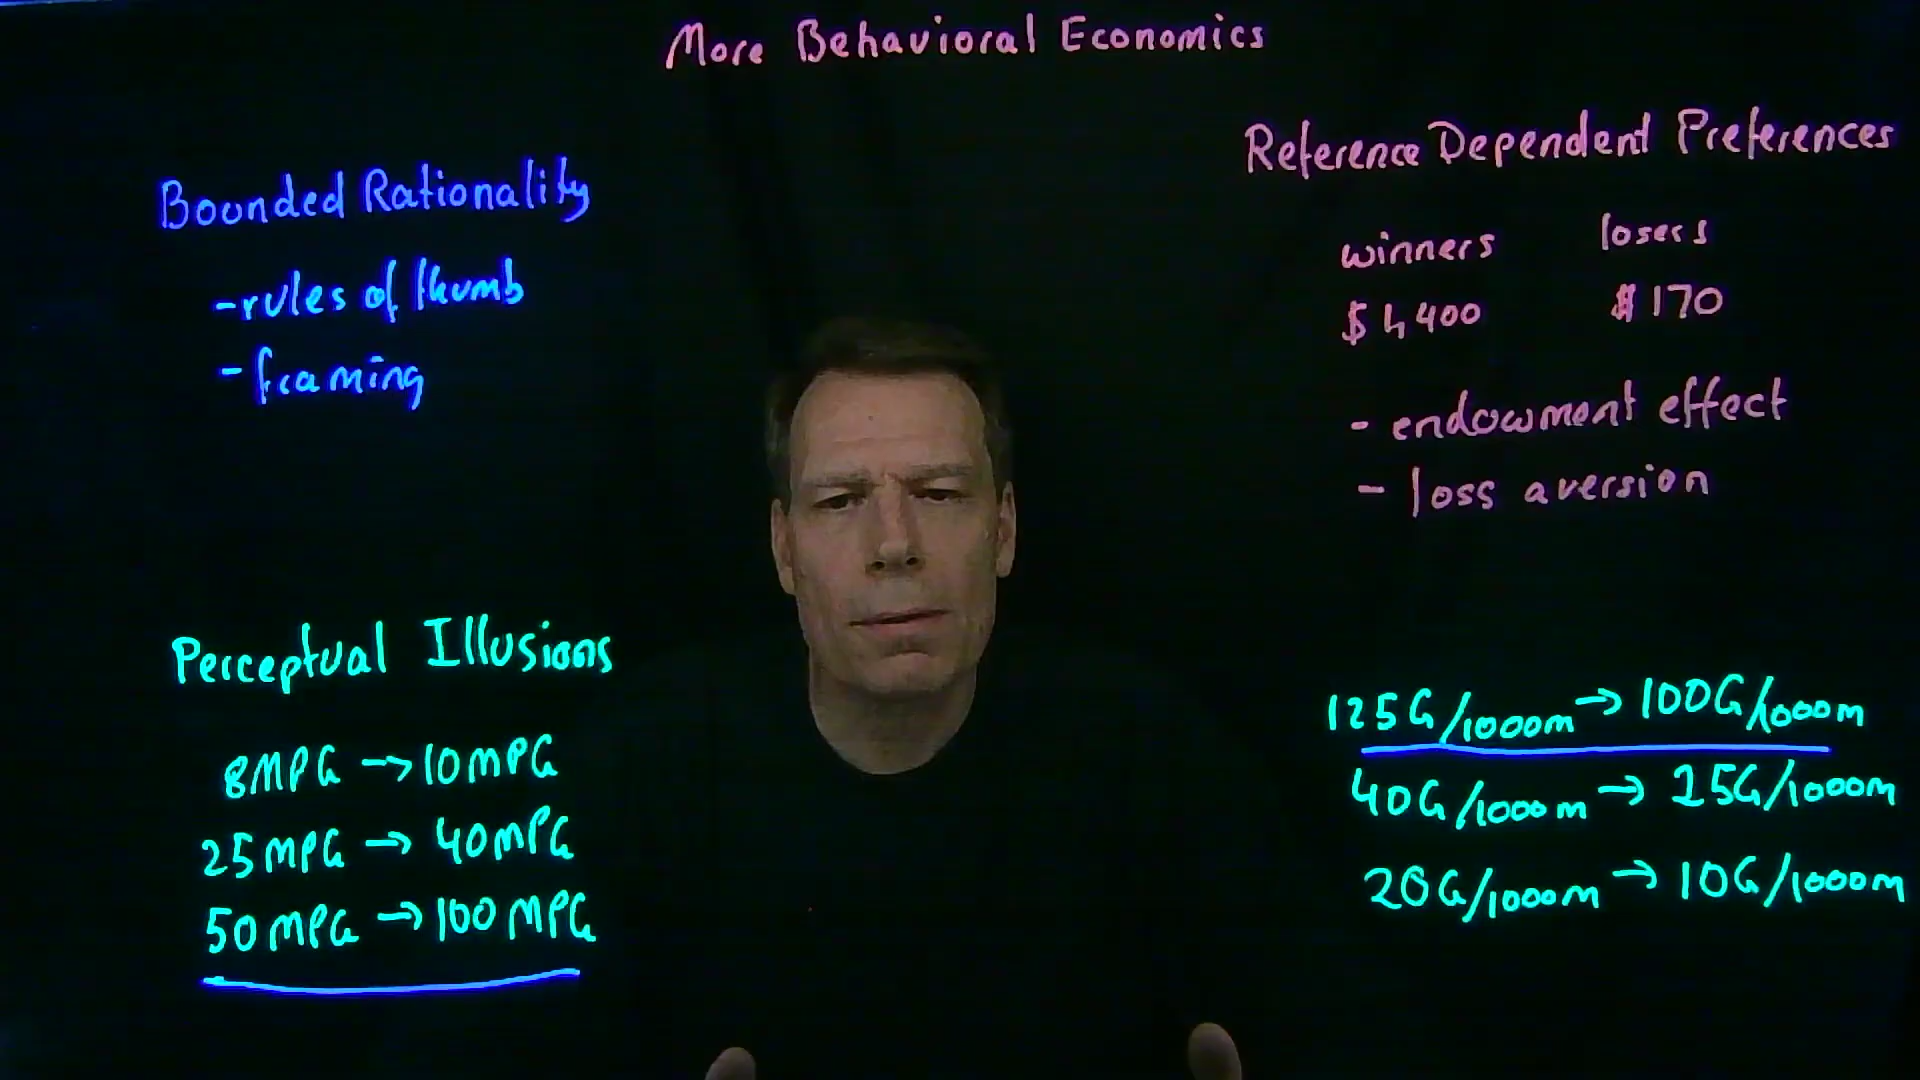 More Behavioral Economics
Bounded Rationality
- rules of thumb
- framing
Reference Dependent Preferences
winners losers
$1,400 $170
- endowment effect
- loss aversion
Perceptual Illusions
8MPG → 10MPG
25MPG → 40MPG
50MPG → 100MPG
125G/1000m → 100G/1000m
40G/1000m → 25G/1000m
20G/1000m → 10G/1000m